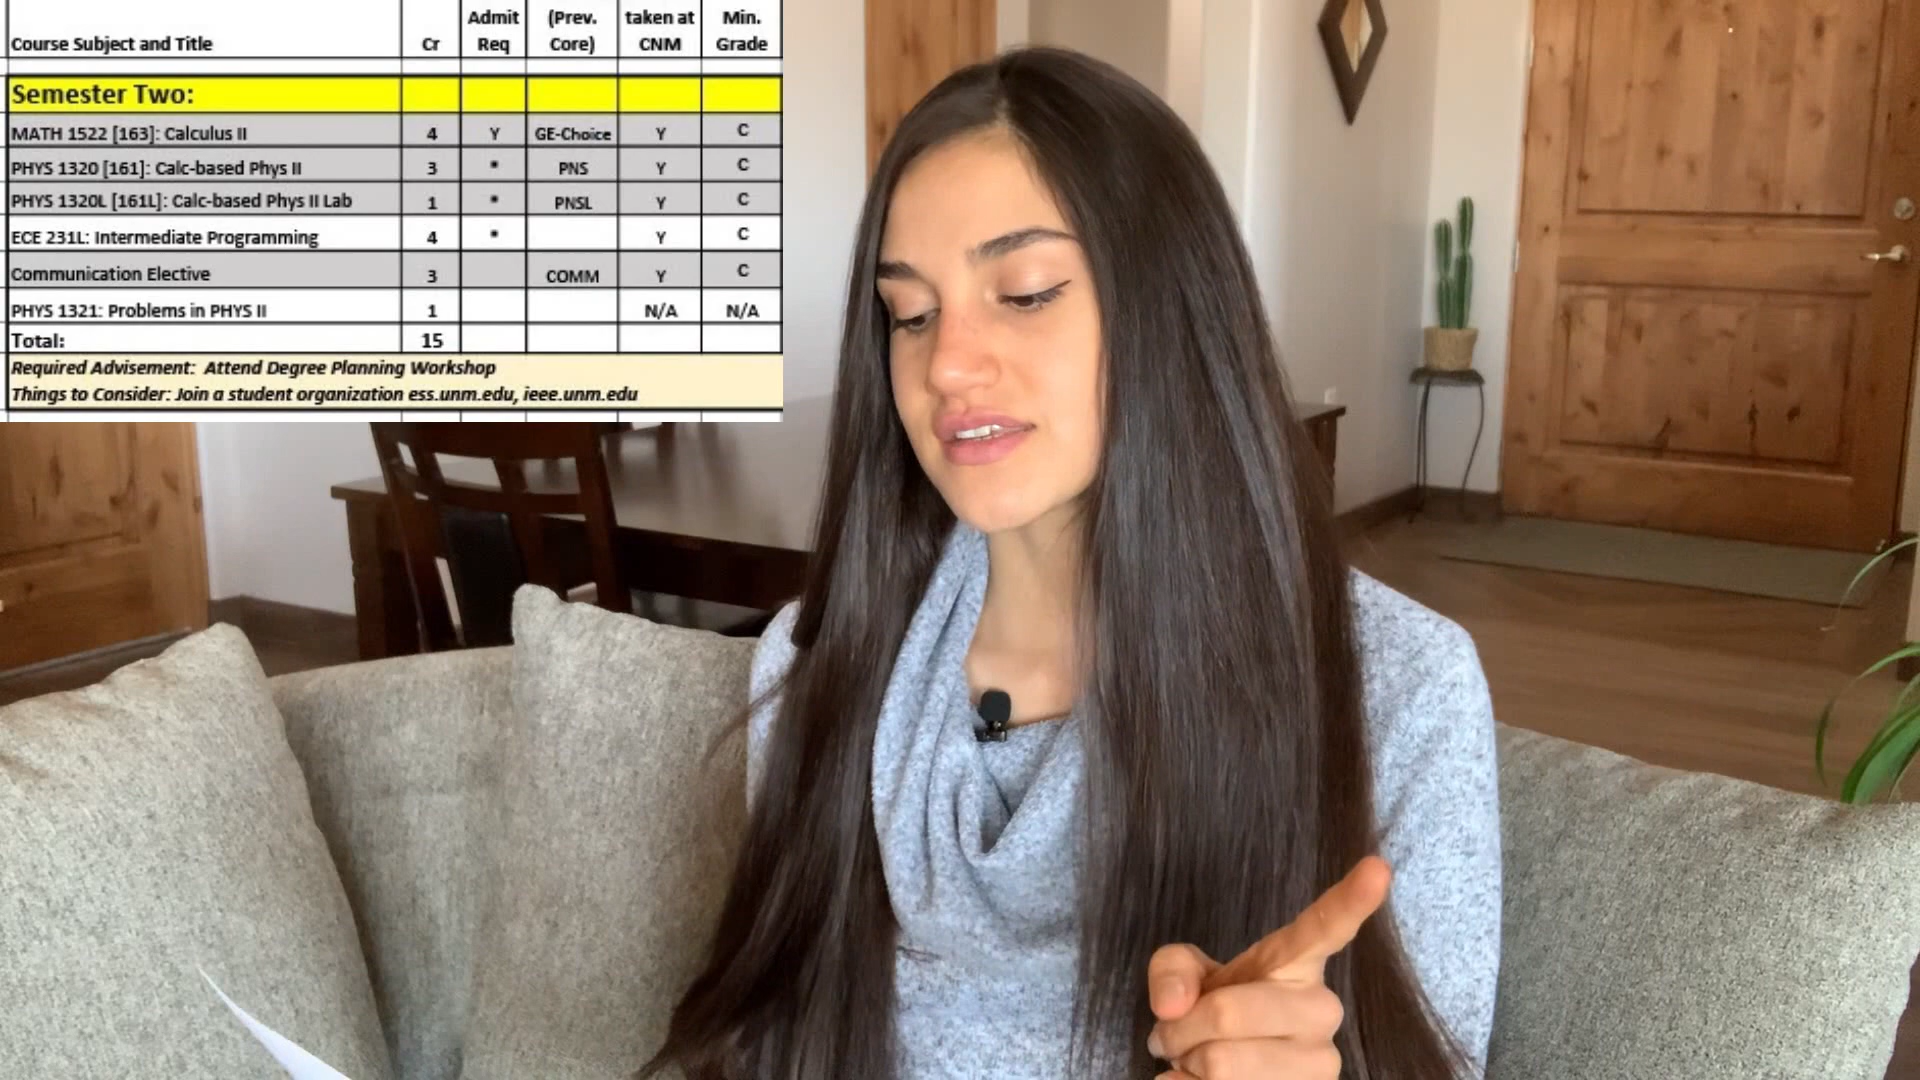 Admit (Prev. taken at Min.
Course Subject and Title Cr Req Core) CNM Grade
Semester Two:
MATH 1522 [163]: Calculus II 4 Y GE-Choice Y C
PHYS 1320 [161]: Calc-based Phys II 3 * PNS Y C
PHYS 1320L [161L]: Calc-based Phys II Lab 1 * PNSL Y C
ECE 231L: Intermediate Programming 4 * Y C
Communication Elective 3 COMM Y C
PHYS 1321: Problems in PHYS II 1 N/A N/A
Total: 15
Required Advisement: Attend Degree Planning Workshop
Things to Consider: Join a student organization ess.unm.edu, ieee.unm.edu